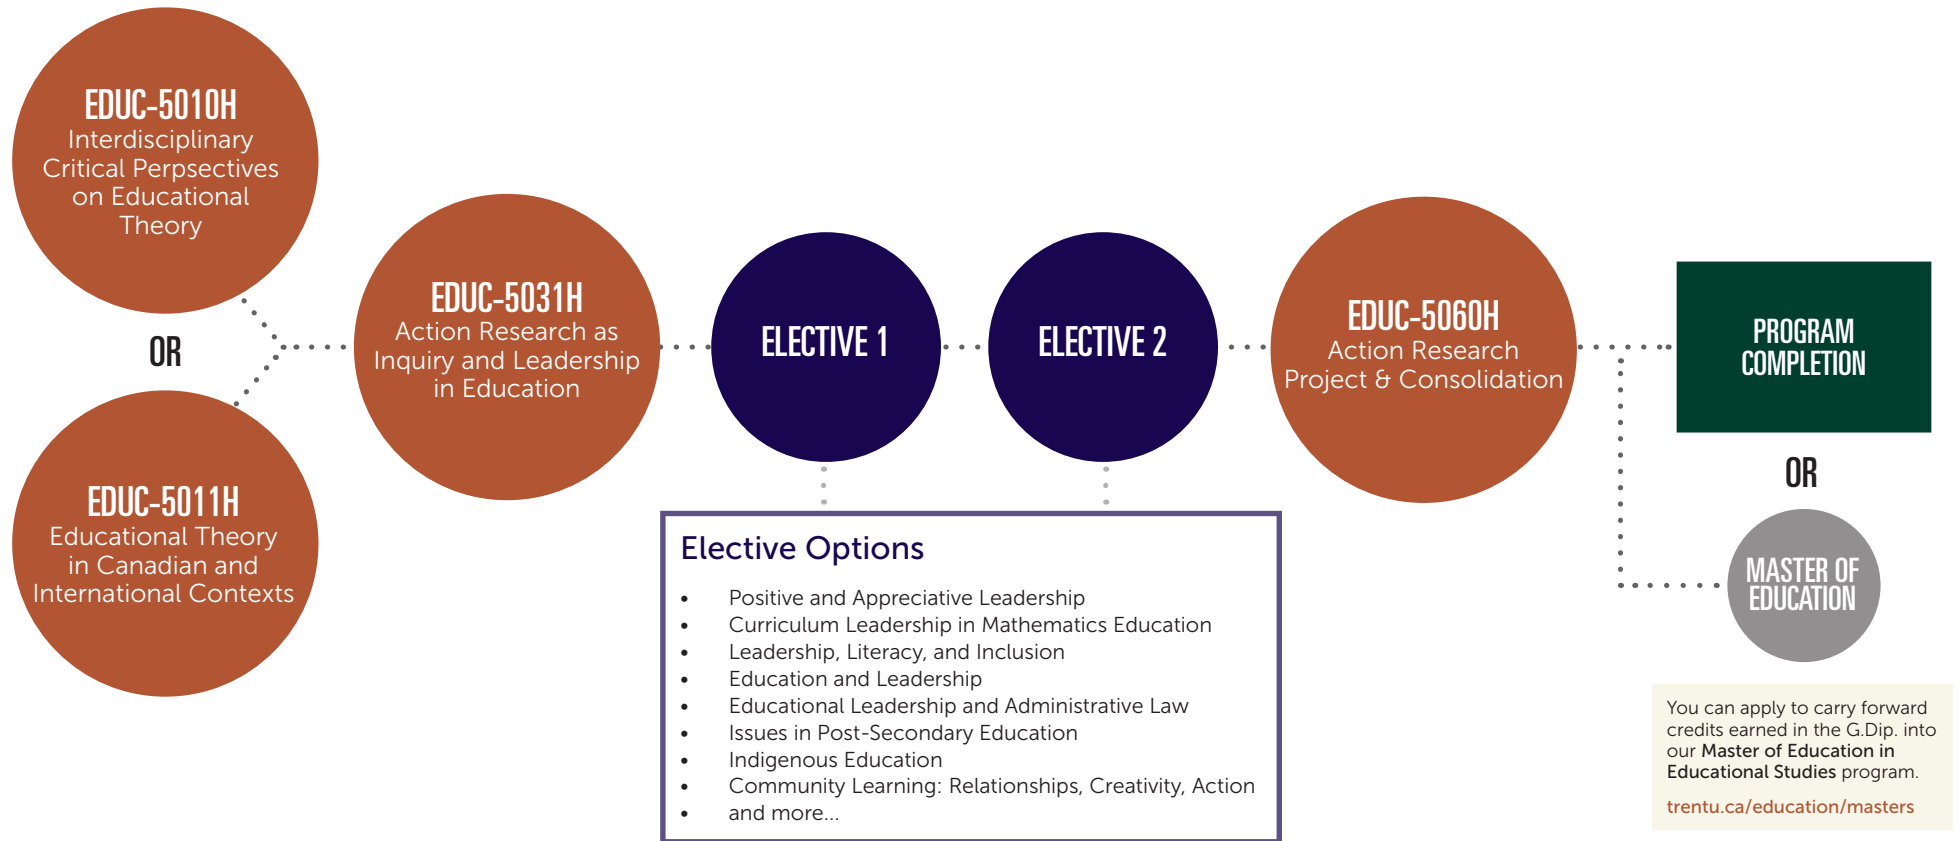 EDUC-5010H
Interdisciplinary
Critical Perpsectives
on Educational
Theory
OR
EDUC-5011H
Educational Theory
in Canadian and
International Contexts
EDUC-5031H
Action Research as
Inquiry and Leadership
in Education
ELECTIVE 1
ELECTIVE 2
Elective Options
• Positive and Appreciative Leadership
• Curriculum Leadership in Mathematics Education
• Leadership, Literacy, and Inclusion
• Education and Leadership
• Educational Leadership and Administrative Law
• Issues in Post-Secondary Education
• Indigenous Education
• Community Learning: Relationships, Creativity, Action
• and more...
EDUC-5060H
Action Research
Project & Consolidation
PROGRAM
COMPLETION
OR
MASTER OF
EDUCATION
You can apply to carry forward
credits earned in the G.Dip. into
our Master of Education in
Educational Studies program.
trentu.ca/education/masters